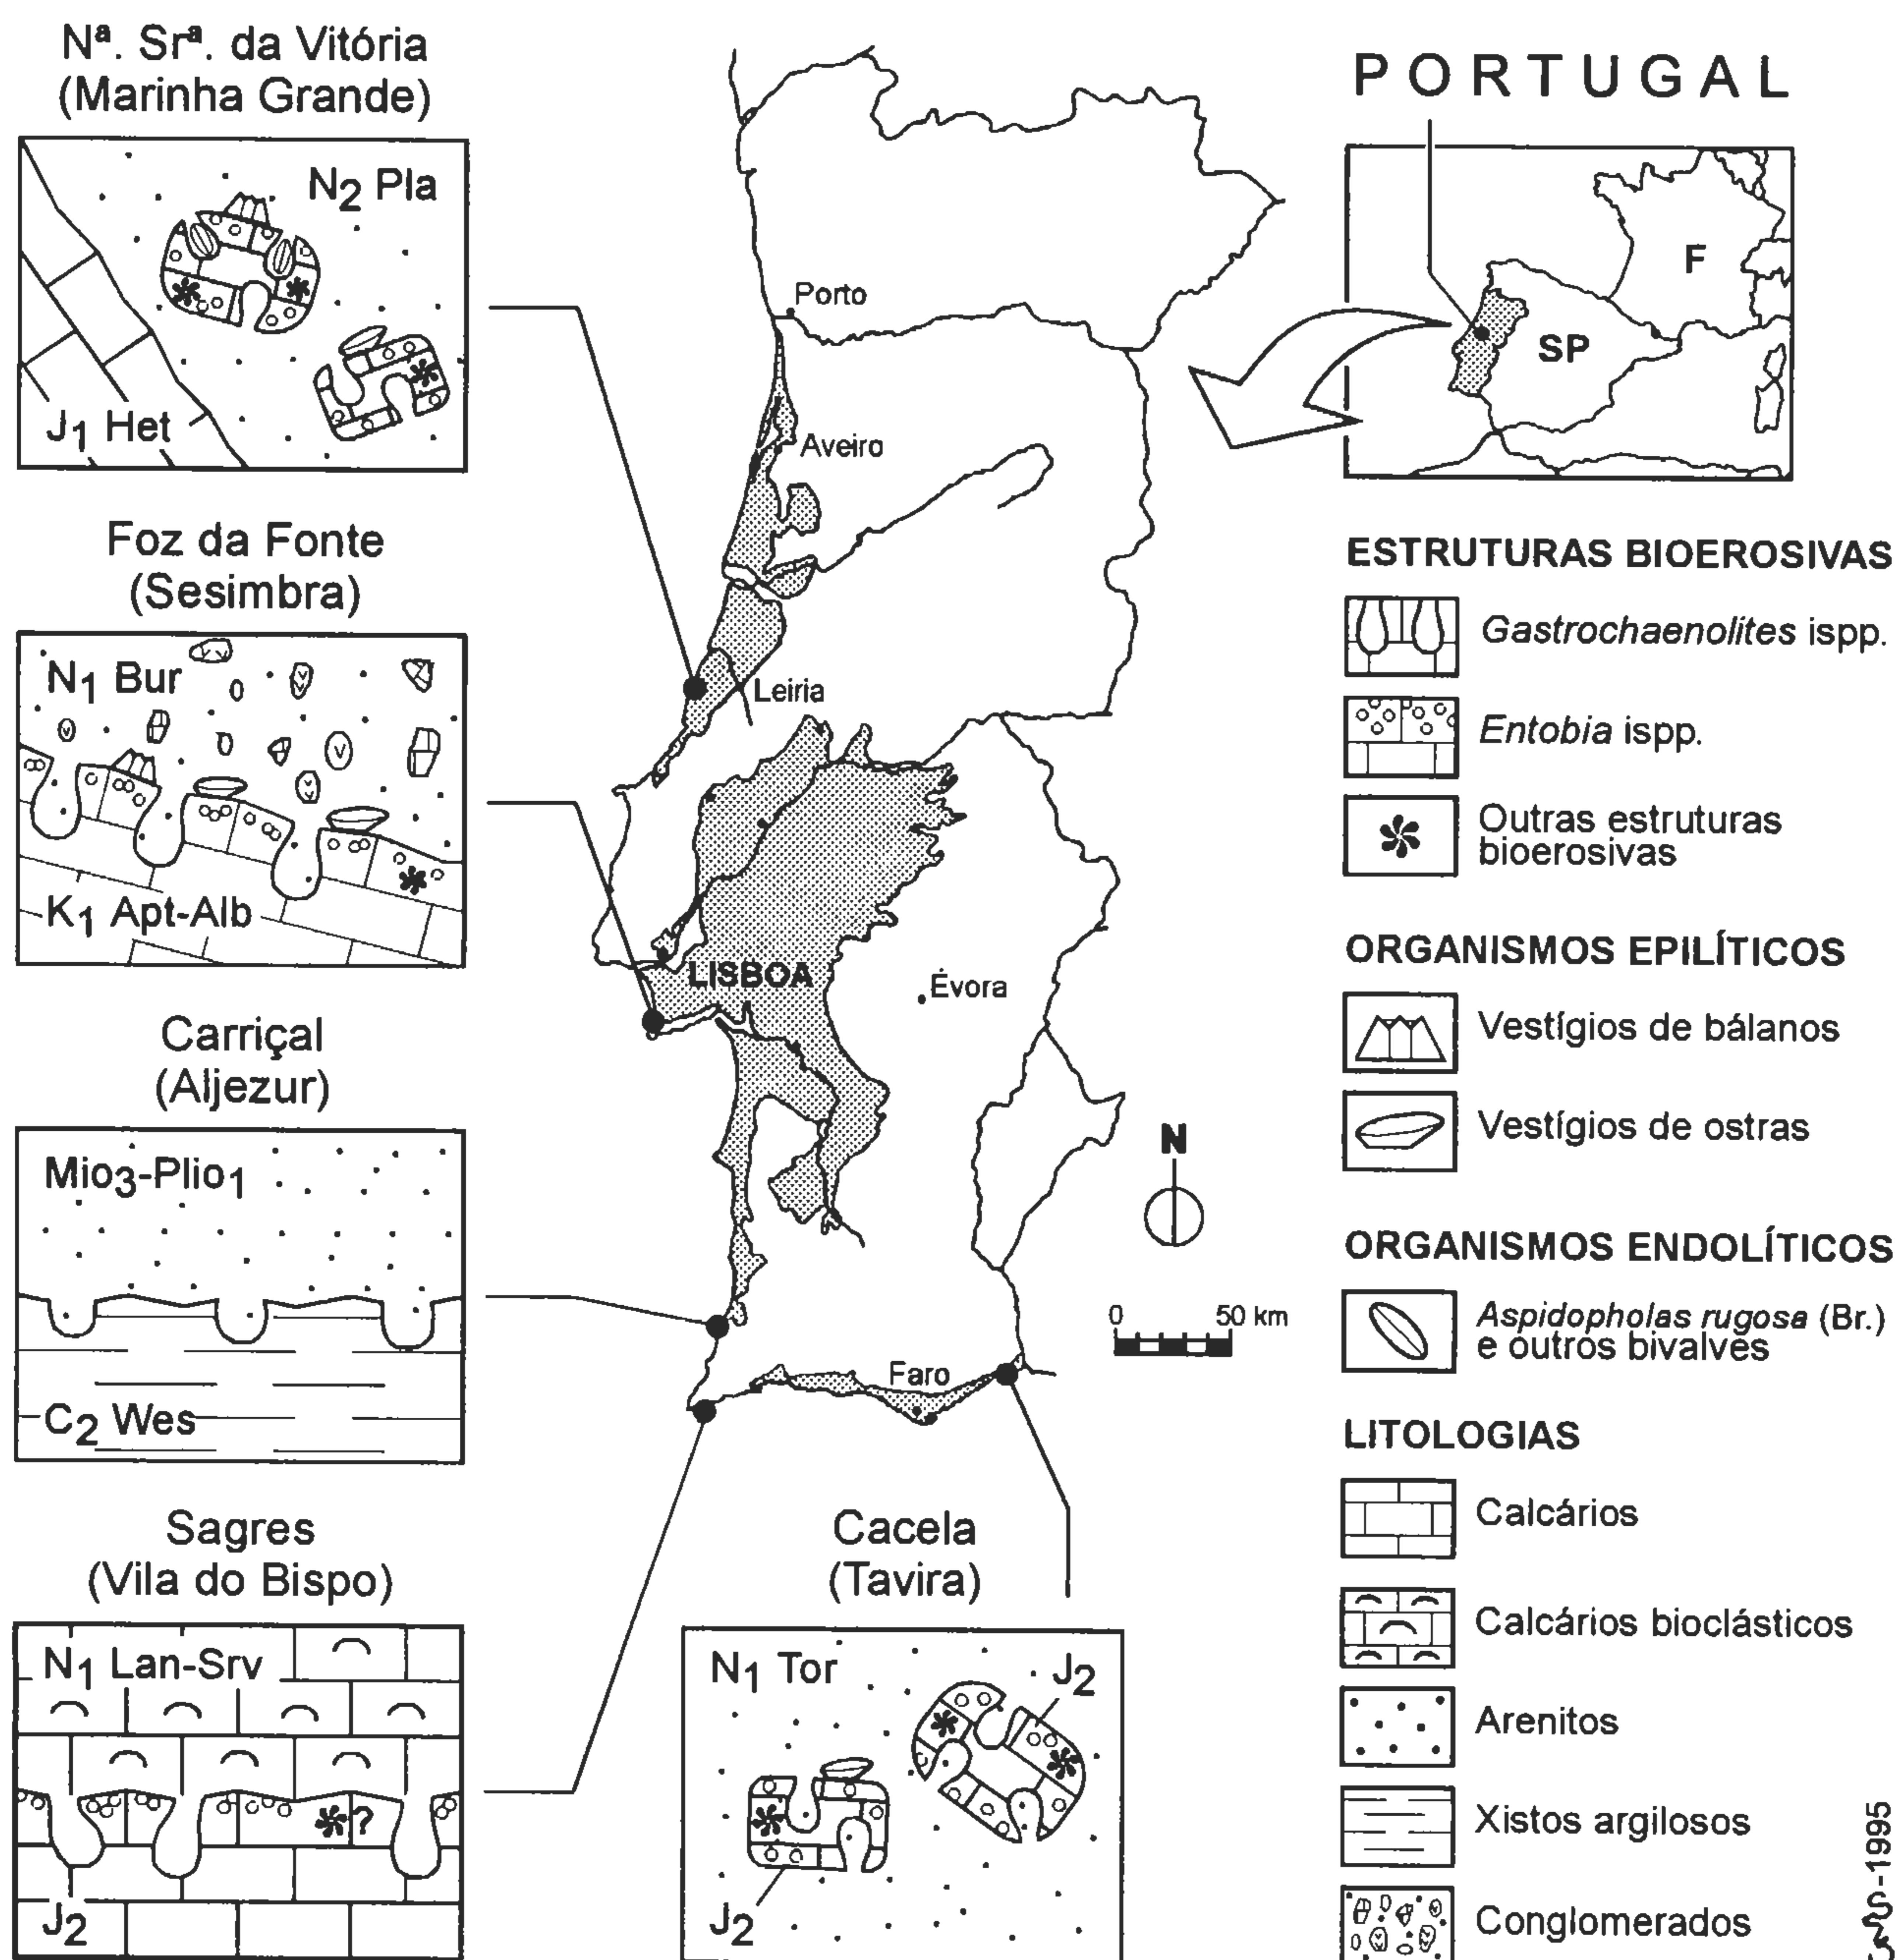 Nª. Srª. da Vitória
(Marinha Grande)
N2 Pla
J1 Het
Foz da Fonte
(Sesimbra)
N1 Bur
K1 Apt-Alb
Carriçal
(Aljezur)
Mio3-Plio1
C2 Wes
Sagres
(Vila do Bispo)
N1 Lan-Srv
?
J2
Porto
Aveiro
Leiria
LISBOA
Évora
Faro
N
0 50 km
Cacela
(Tavira)
N1 Tor
J2
J2
PORTUGAL
F
SP
ESTRUTURAS BIOEROSIVAS
Gastrochaenolites ispp.
Entobia ispp.
Outras estruturas
bioerosivas
ORGANISMOS EPILÍTICOS
Vestígios de bálanos
Vestígios de ostras
ORGANISMOS ENDOLÍTICOS
Aspidopholas rugosa (Br.)
e outros bivalves
LITOLOGIAS
Calcários
Calcários bioclásticos
Arenitos
Xistos argilosos
Conglomerados
-1995